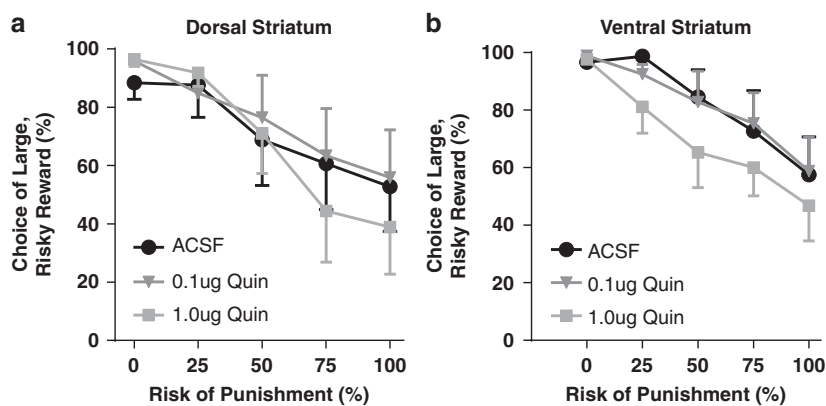 a
Dorsal Striatum
Choice of Large,
Risky Reward (%)
100
80
60
40
20
0
ACSF
0.1ug Quin
1.0ug Quin
0 25 50 75 100
Risk of Punishment (%)
b
Ventral Striatum
Choice of Large,
Risky Reward (%)
100
80
60
40
20
0
ACSF
0.1ug Quin
1.0ug Quin
0 25 50 75 100
Risk of Punishment (%)